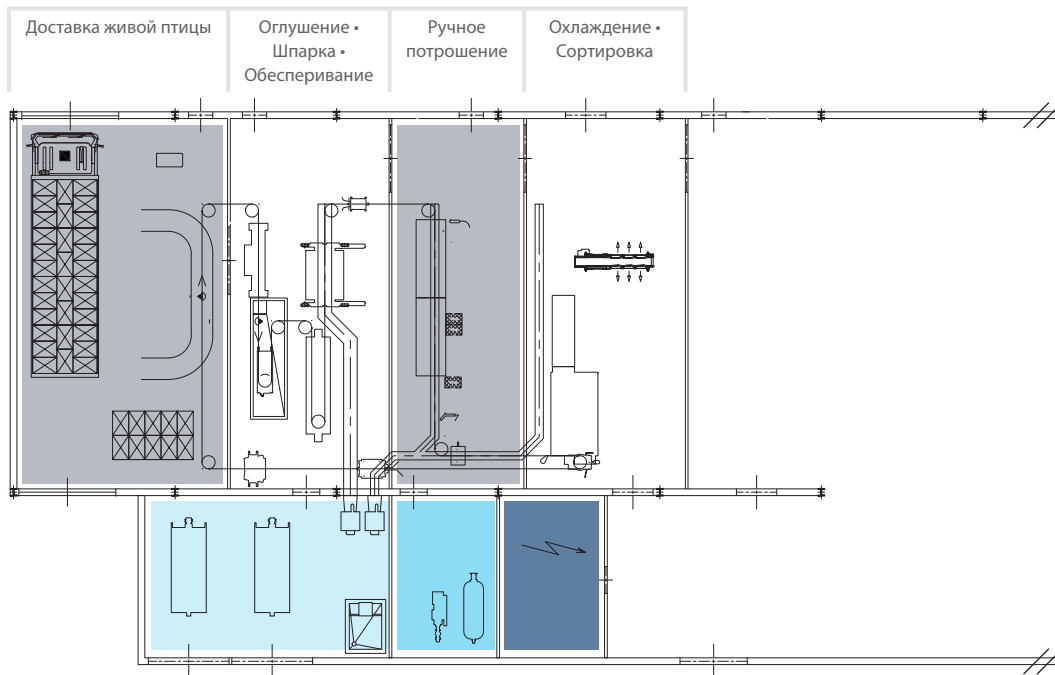 Доставка живой птицы
Оглушение •
Шпарка •
Обесперивание
Ручное
потрошение
Охлаждение •
Сортировка